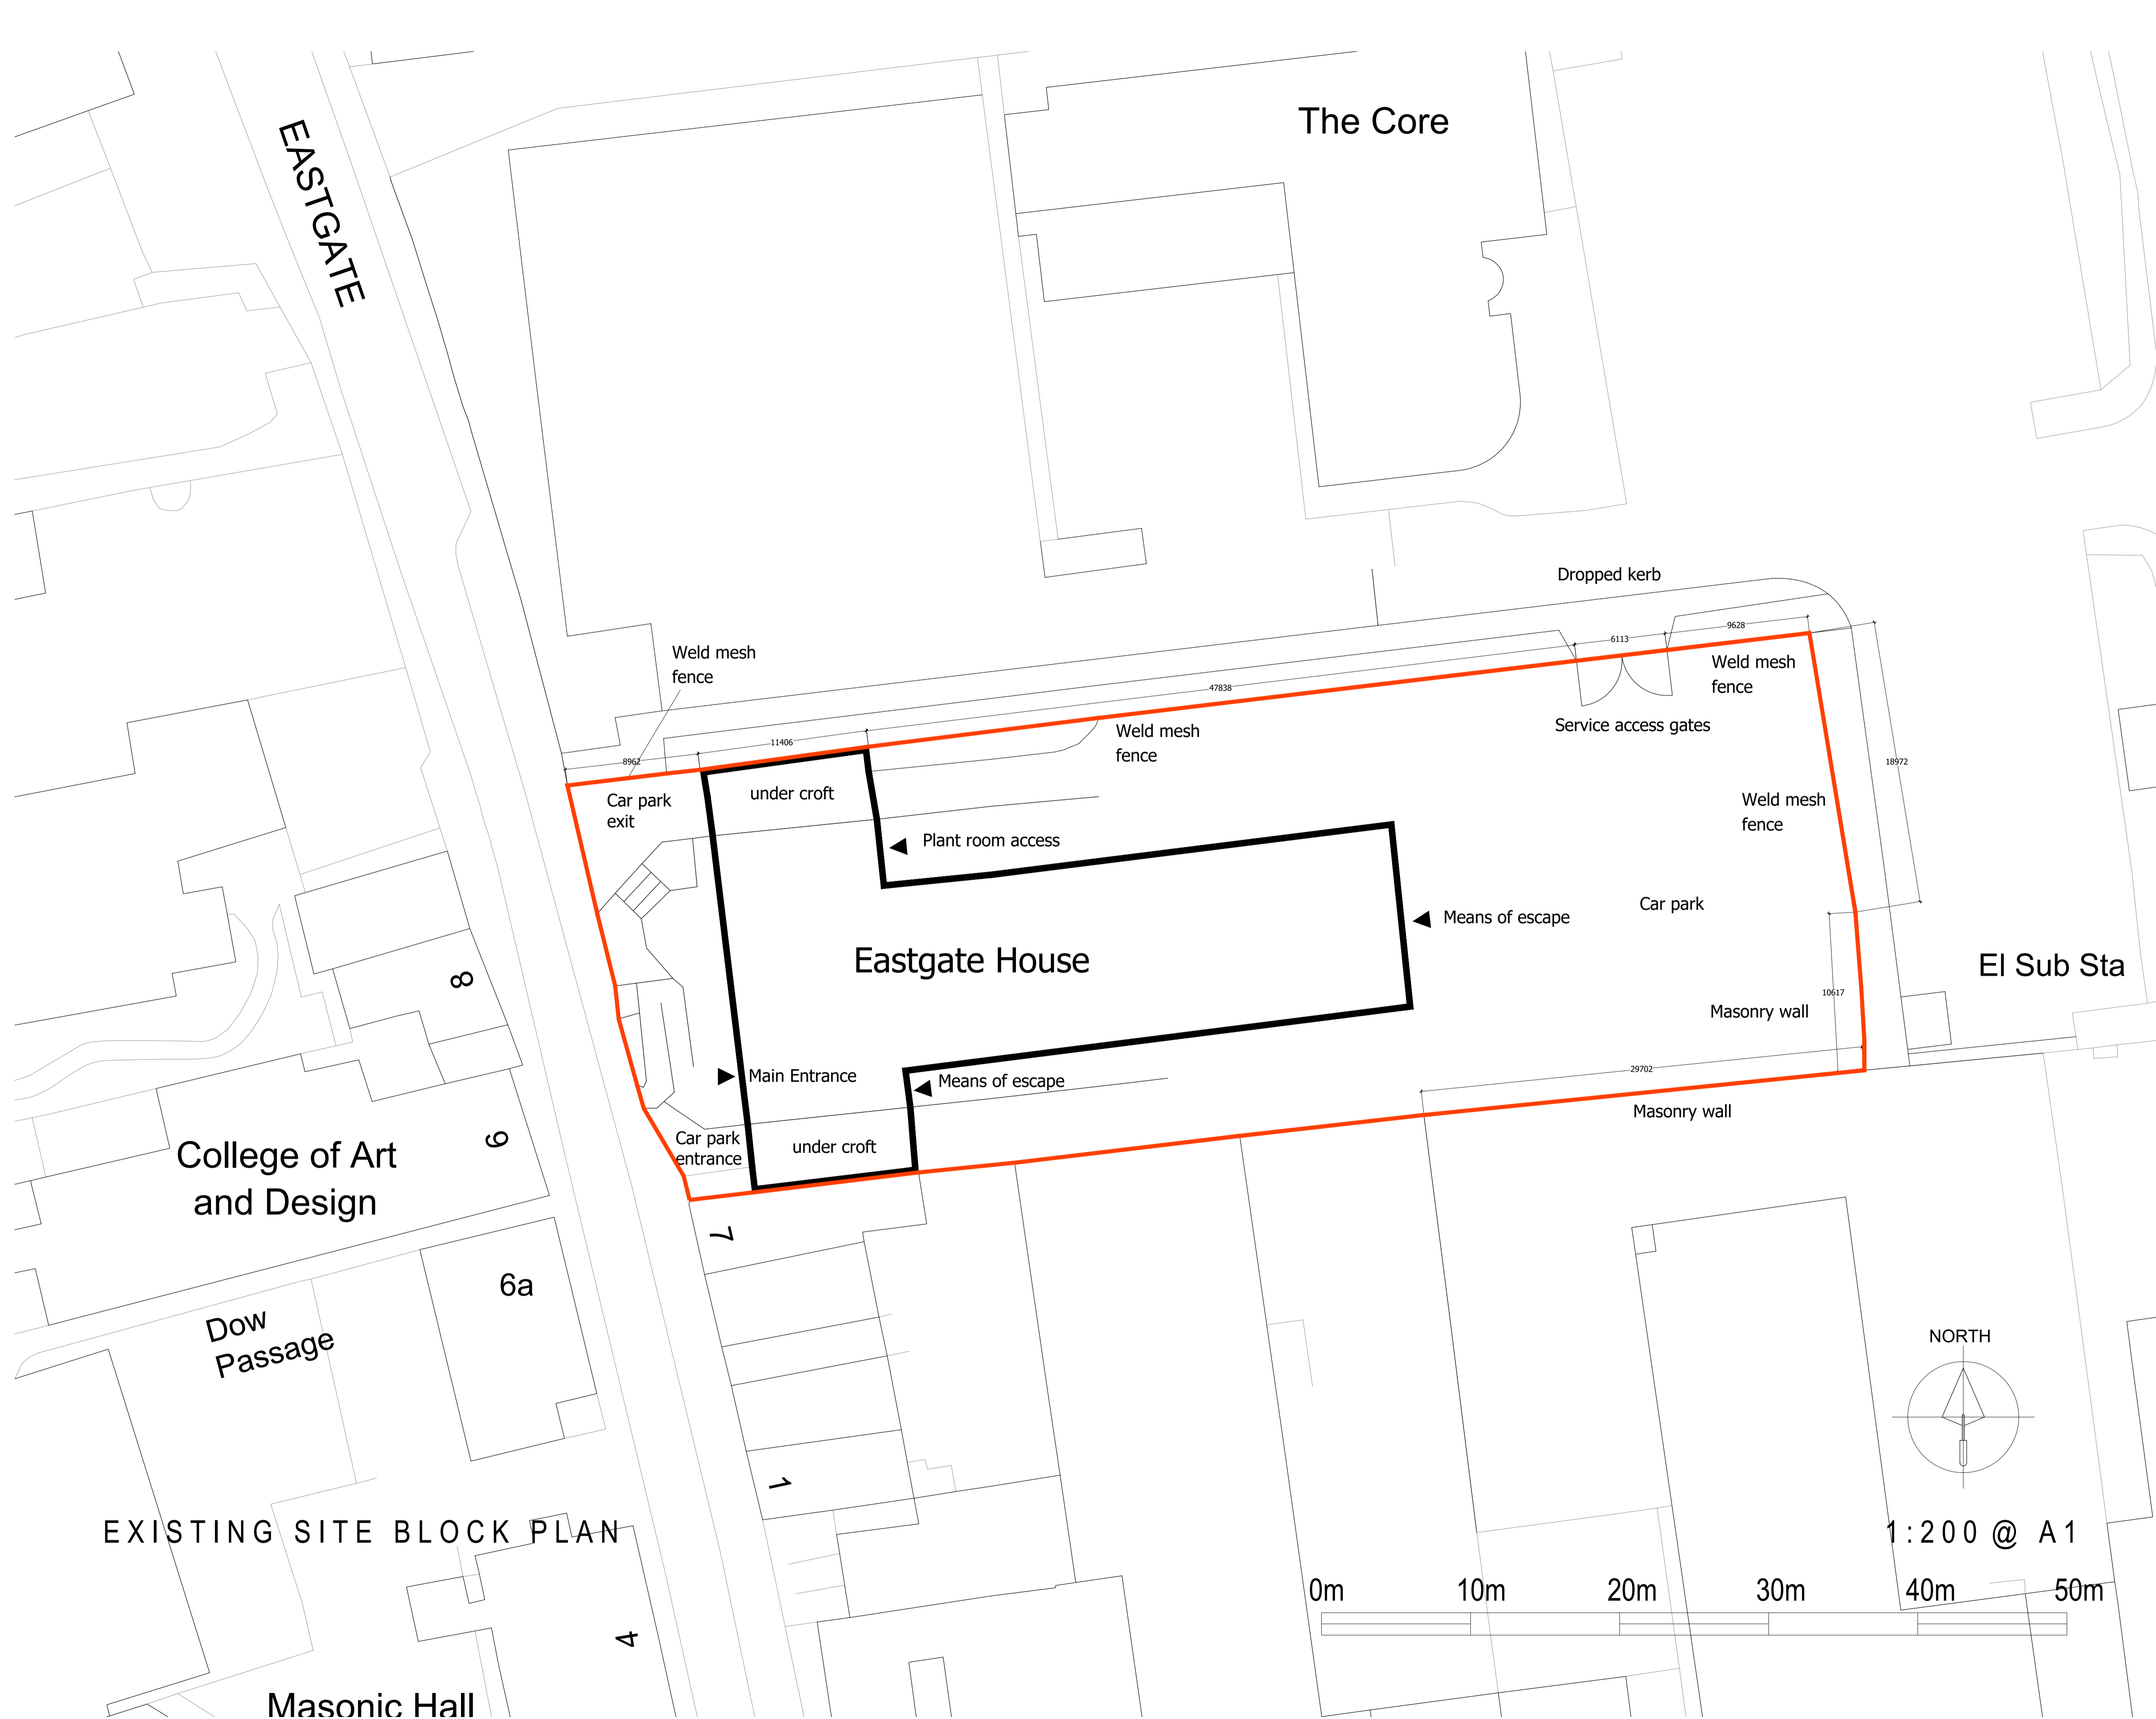 The Core
EASTGATE
Dropped kerb
6113
9628
Weld mesh
fence
Weld mesh
fence
47838
Service access gates
Weld mesh
fence
11406
8962
18972
Car park
exit
under croft
Weld mesh
fence
Plant room access
Car park
Means of escape
Eastgate House
El Sub Sta
8
10617
Masonry wall
Main Entrance
Means of escape
29702
Masonry wall
9
College of Art
and Design
Car park
entrance
under croft
7
6a
Dow
Passage
NORTH
1
EXISTING SITE BLOCK PLAN
1:200 @ A1
0m 10m 20m 30m 40m 50m
4
Masonic Hall